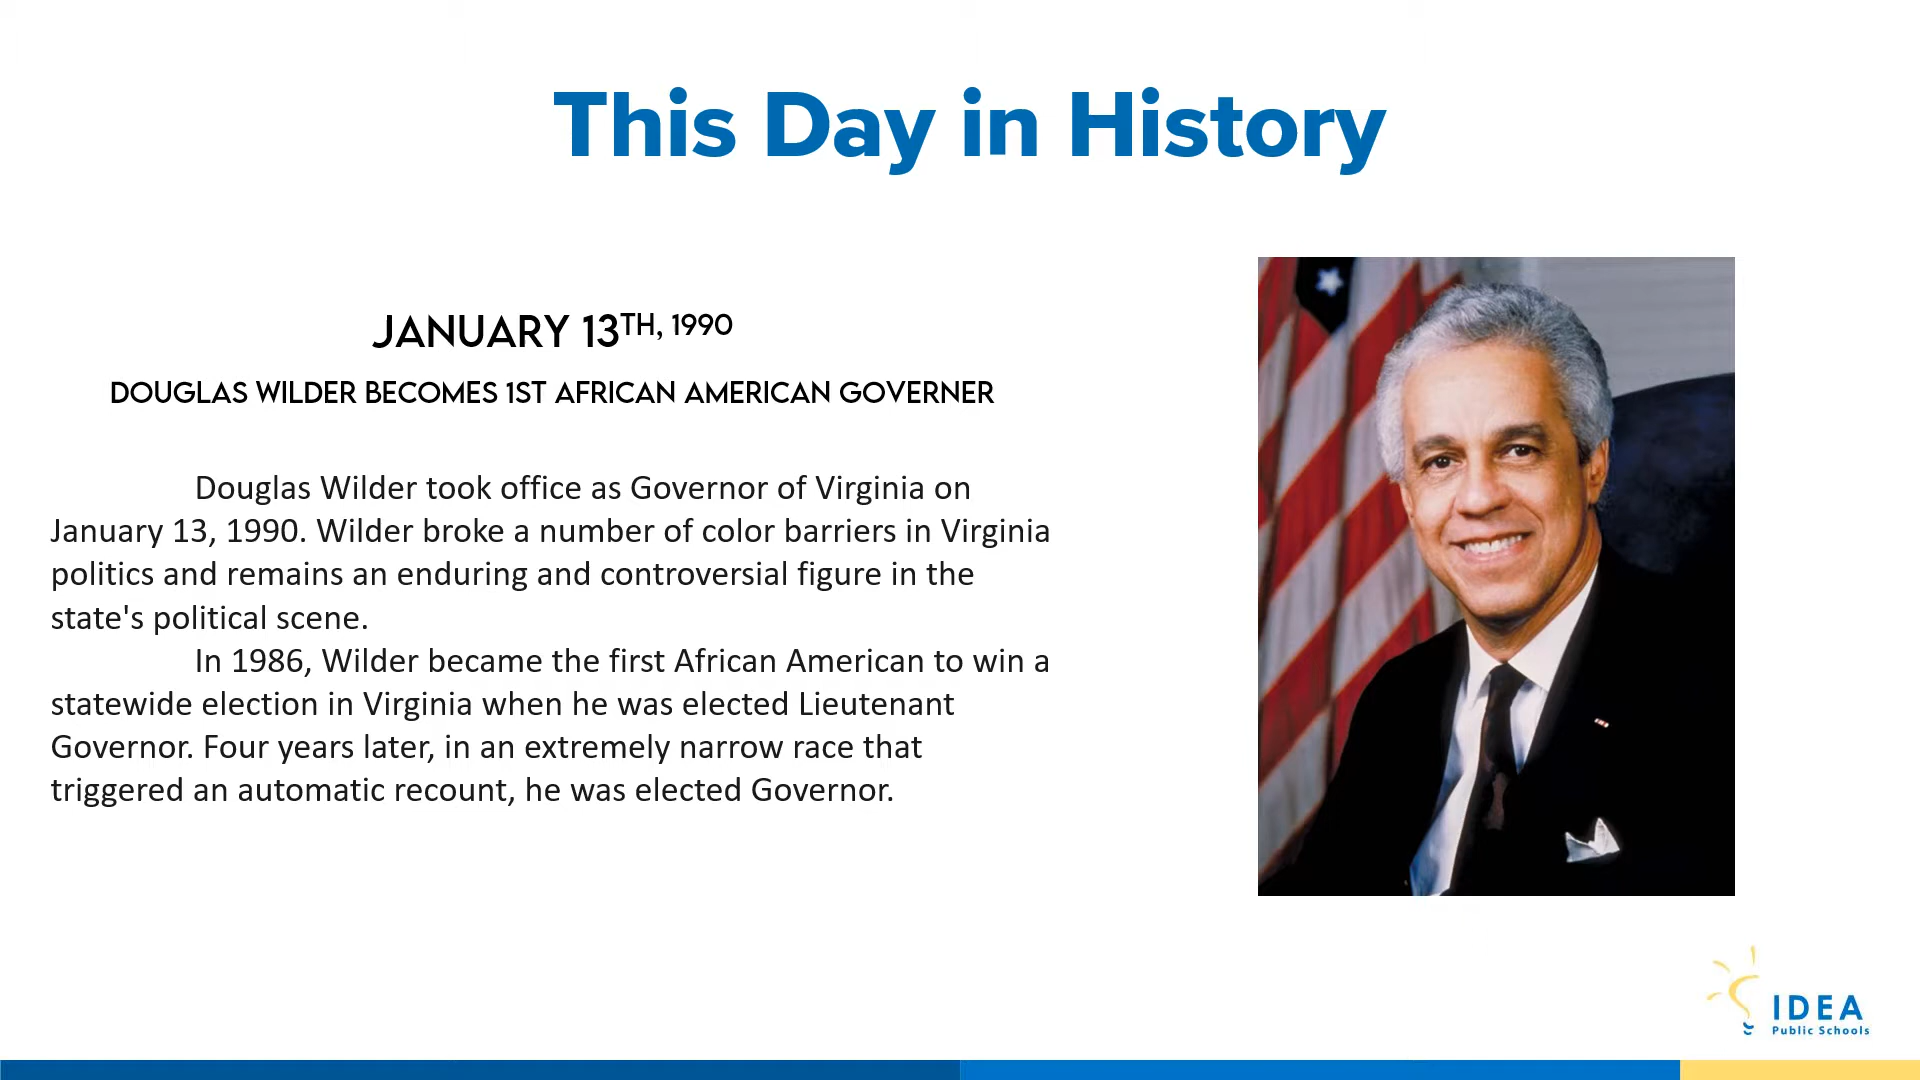 This Day in History
JANUARY 13TH, 1990
DOUGLAS WILDER BECOMES 1ST AFRICAN AMERICAN GOVERNER
Douglas Wilder took office as Governor of Virginia on
January 13, 1990. Wilder broke a number of color barriers in Virginia
politics and remains an enduring and controversial figure in the
state's political scene.
In 1986, Wilder became the first African American to win a
statewide election in Virginia when he was elected Lieutenant
Governor. Four years later, in an extremely narrow race that
triggered an automatic recount, he was elected Governor.
IDEA
Public Schools